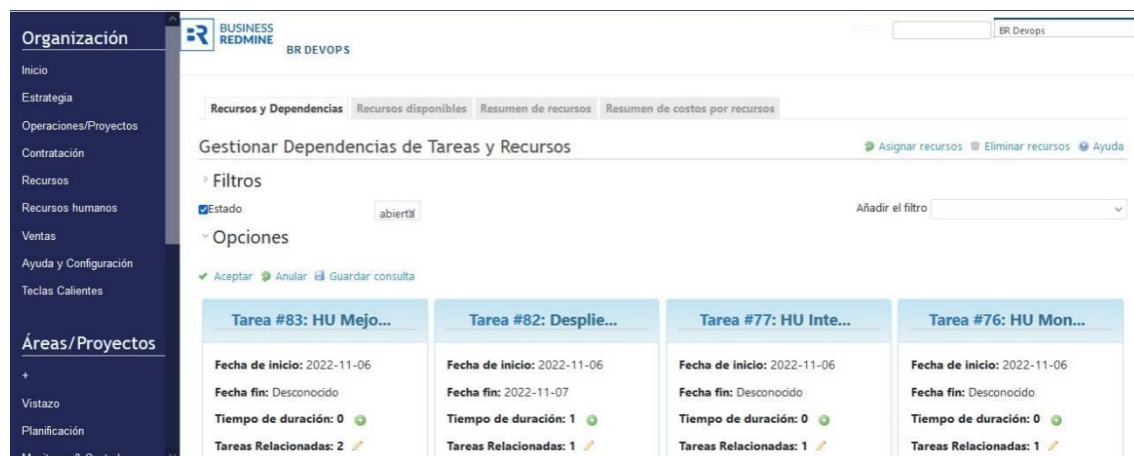 Organización
Inicio
Estrategia
Operaciones/Proyectos
Contratación
Recursos
Recursos humanos
Ventas
Ayuda y Configuración
Teclas Calientes
Áreas/Proyectos
+
Vistazo
Planificación
BR BUSINESS
REDMINE
BR DEVOPS
BR Devops
Recursos y Dependencias Recursos disponibles Resumen de recursos Resumen de costos por recursos
Gestionar Dependencias de Tareas y Recursos
Asignar recursos Eliminar recursos Ayuda
Filtros
Estado abierta Añadir el filtro
Opciones
Aceptar Anular Guardar consulta
Tarea #83: HU Mejo...
Fecha de inicio: 2022-11-06
Fecha fin: Desconocido
Tiempo de duración: 0
Tareas Relacionadas: 2
Tarea #82: Desplie...
Fecha de inicio: 2022-11-06
Fecha fin: 2022-11-07
Tiempo de duración: 1
Tareas Relacionadas: 1
Tarea #77: HU Inte...
Fecha de inicio: 2022-11-06
Fecha fin: Desconocido
Tiempo de duración: 0
Tareas Relacionadas: 1
Tarea #76: HU Mon...
Fecha de inicio: 2022-11-06
Fecha fin: Desconocido
Tiempo de duración: 0
Tareas Relacionadas: 1